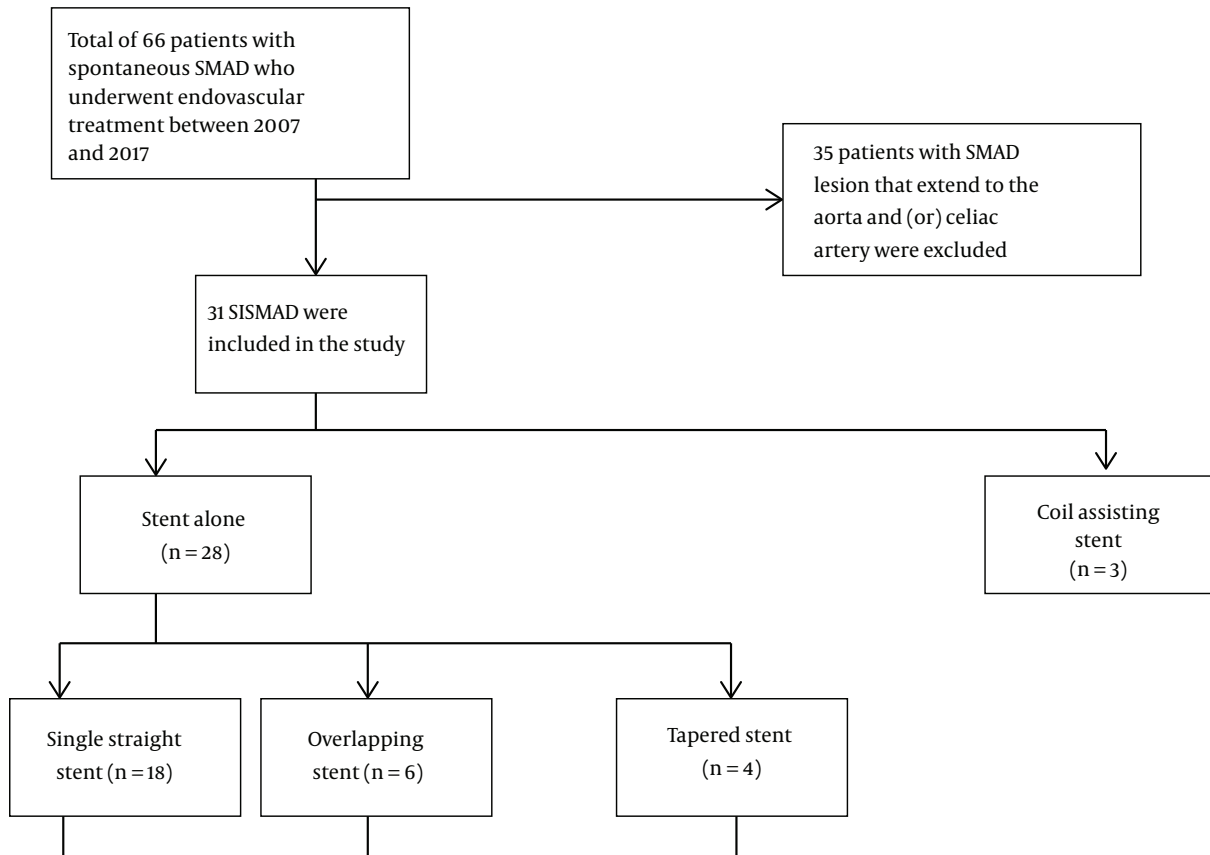 Total of 66 patients with
spontaneous SMAD who
underwent endovascular
treatment between 2007
and 2017
35 patients with SMAD
lesion that extend to the
aorta and (or) celiac
artery were excluded
31 SISMAD were
included in the study
Stent alone
(n = 28)
Coil assisting
stent
(n = 3)
Single straight
stent (n = 18)
Overlapping
stent (n = 6)
Tapered stent
(n = 4)